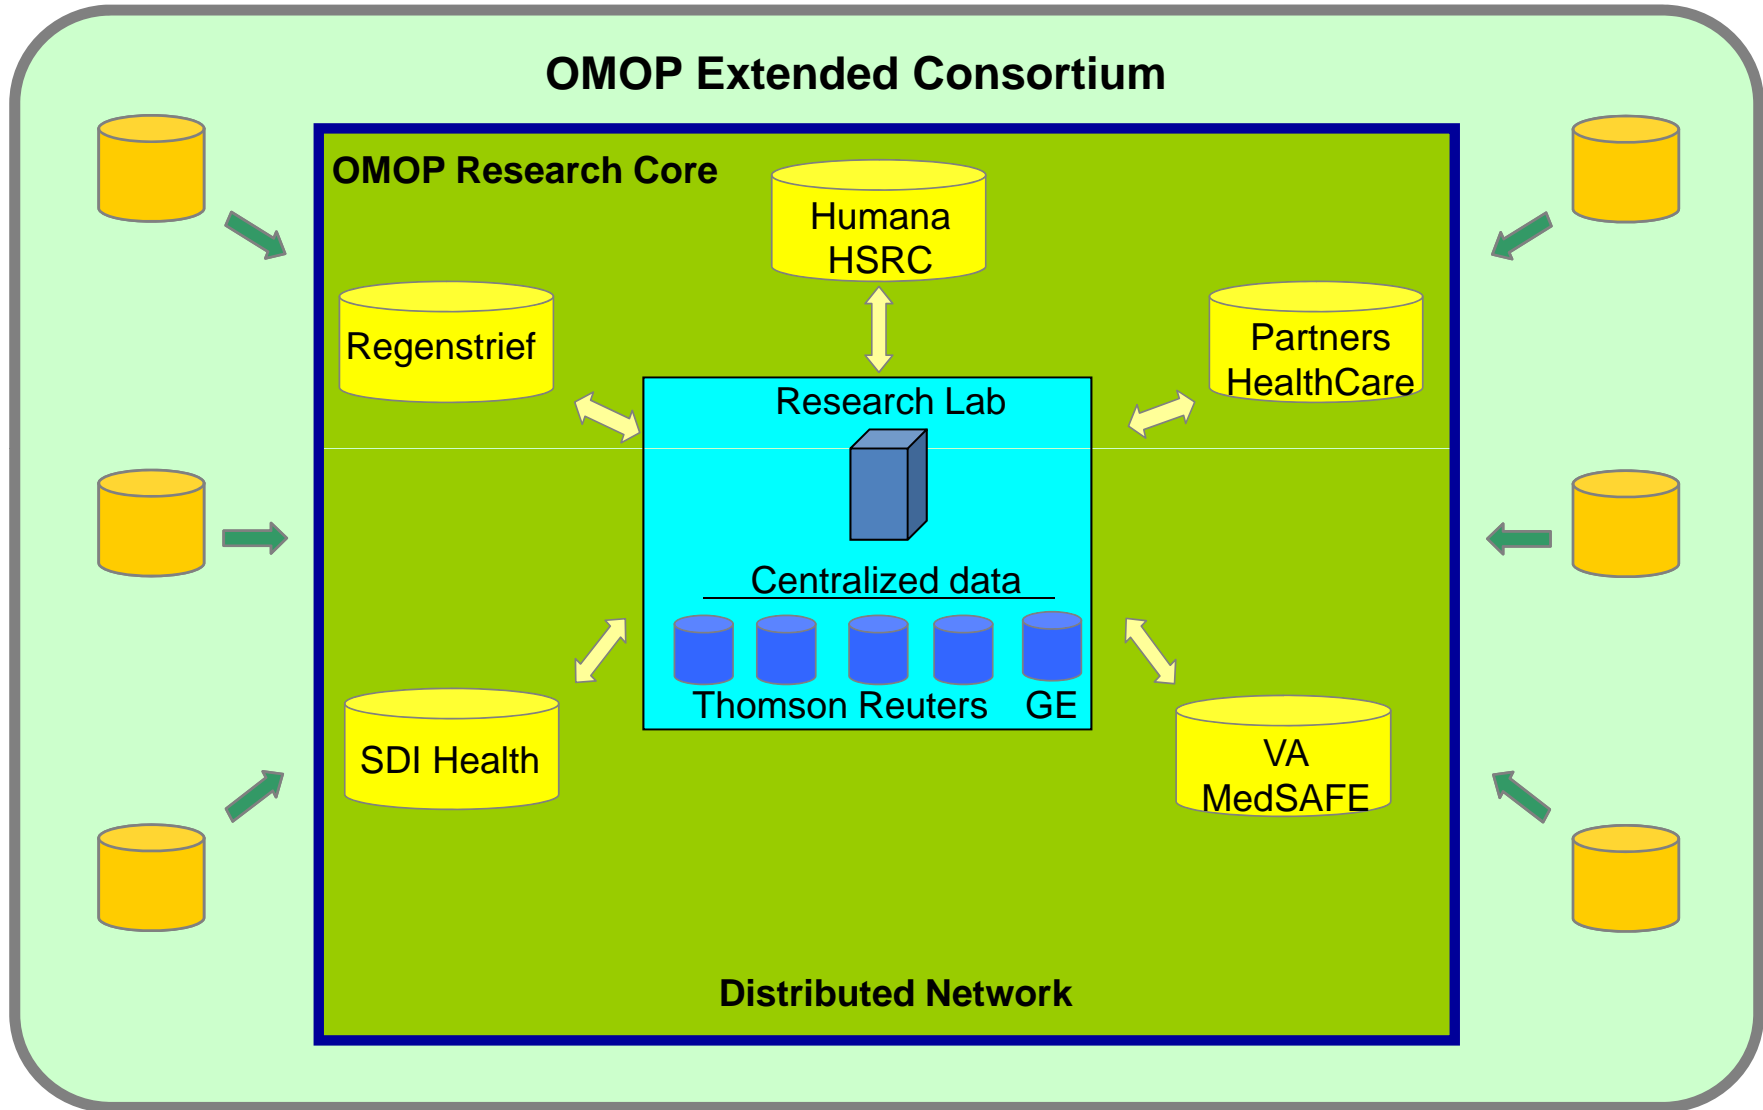 OMOP Extended Consortium
OMOP Research Core
Humana
HSRC
Regenstrief
Partners
HealthCare
Research Lab
Centralized data
Thomson Reuters
GE
SDI Health
VA
MedSAFE
Distributed Network